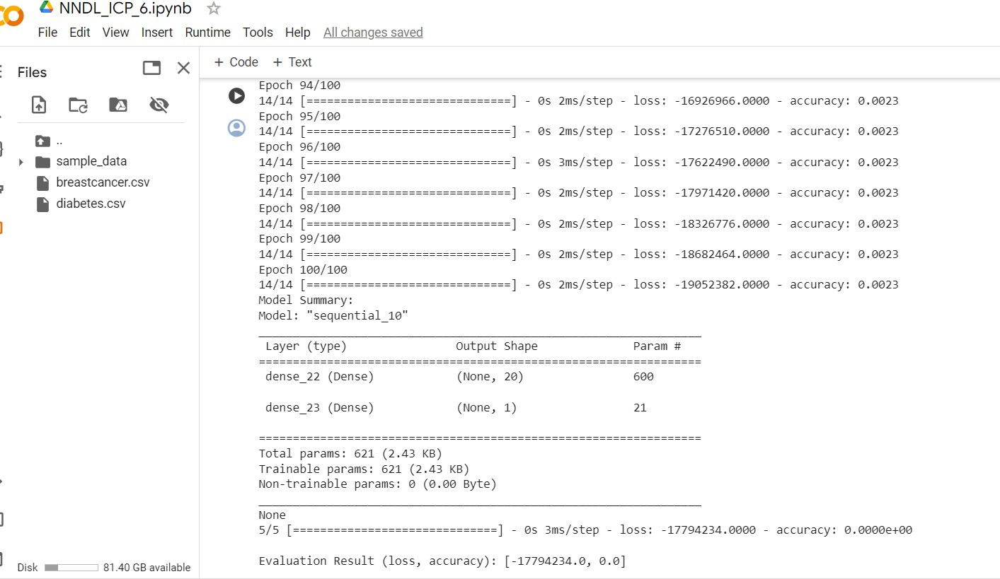 NNDL_ICP_6.ipynb
File Edit View Insert Runtime Tools Help All changes saved
Files
+ Code + Text
..
sample_data
breastcancer.csv
diabetes.csv
Disk 81.40 GB available
Epoch 94/100
14/14 [==============================] - 0s 2ms/step - loss: -16926966.0000 - accuracy: 0.0023
Epoch 95/100
14/14 [==============================] - 0s 2ms/step - loss: -17276510.0000 - accuracy: 0.0023
Epoch 96/100
14/14 [==============================] - 0s 3ms/step - loss: -17622490.0000 - accuracy: 0.0023
Epoch 97/100
14/14 [==============================] - 0s 2ms/step - loss: -17971420.0000 - accuracy: 0.0023
Epoch 98/100
14/14 [==============================] - 0s 2ms/step - loss: -18326776.0000 - accuracy: 0.0023
Epoch 99/100
14/14 [==============================] - 0s 2ms/step - loss: -18682464.0000 - accuracy: 0.0023
Epoch 100/100
14/14 [==============================] - 0s 2ms/step - loss: -19052382.0000 - accuracy: 0.0023
Model Summary:
Model: "sequential_10"
_________________________________________________________________
Layer (type) Output Shape Param #
=================================================================
dense_22 (Dense) (None, 20) 600
dense_23 (Dense) (None, 1) 21
=================================================================
Total params: 621 (2.43 KB)
Trainable params: 621 (2.43 KB)
Non-trainable params: 0 (0.00 Byte)
_________________________________________________________________
None
5/5 [==============================] - 0s 3ms/step - loss: -17794234.0000 - accuracy: 0.0000e+00
Evaluation Result (loss, accuracy): [-17794234.0, 0.0]